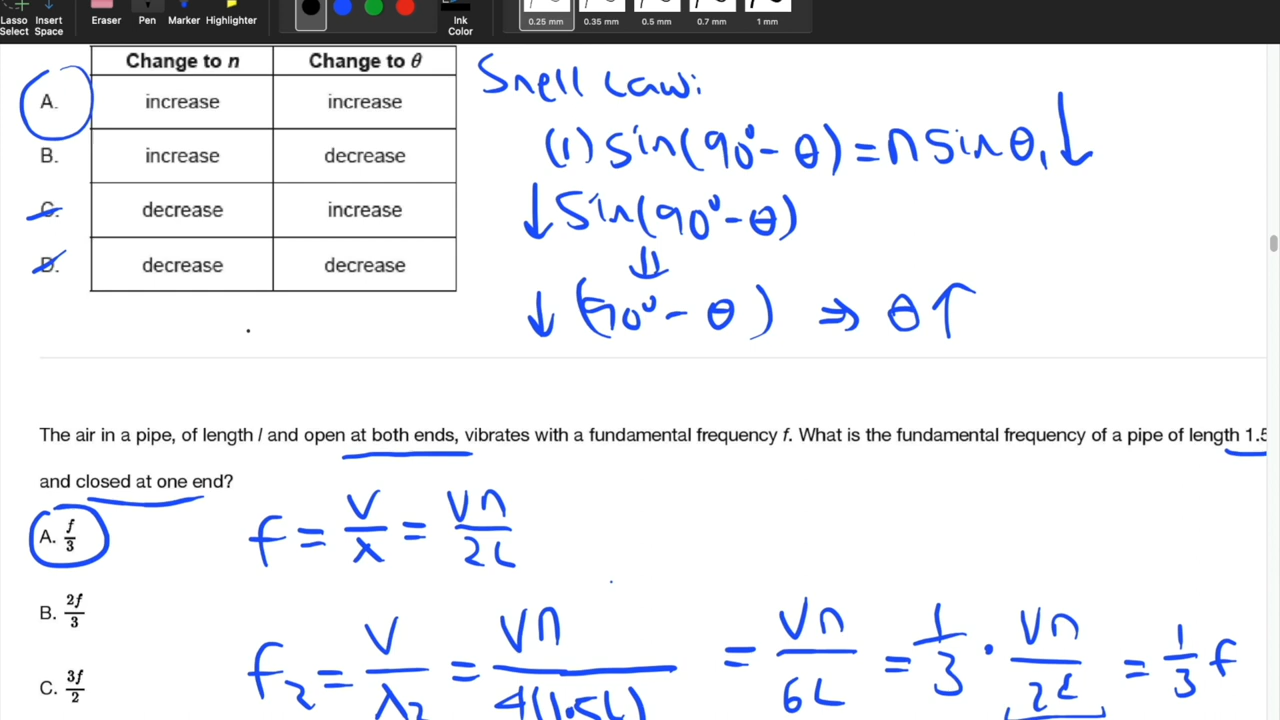 Lasso Select Insert Space Eraser Pen Marker Highlighter Ink Color 0.25 mm 0.35 mm 0.5 mm 0.7 mm 1 mm
Change to n Change to θ
A. increase increase
B. increase decrease
C. decrease increase
D. decrease decrease
Snell Law:
(1) sin(90° - θ) = n sin θ₁ ↓
↓ sin(90° - θ)
⇓
↓ (90° - θ) ⇒ θ ↑
The air in a pipe, of length l and open at both ends, vibrates with a fundamental frequency f. What is the fundamental frequency of a pipe of length 1.5
and closed at one end?
A. f/3
f = V/λ = Vn/2L
B. 2f/3
C. 3f/2
f₂ = V/λ₂ = Vn/4(1.5L) = Vn/6L = 1/3 · Vn/2L = 1/3 f